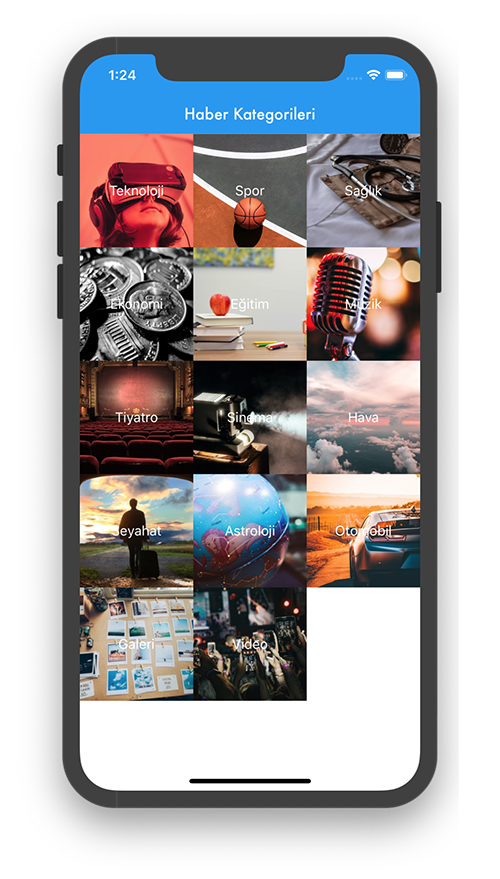 1:24
Haber Kategorileri
Teknoloji
Spor
Sağlık
Ekonomi
Eğitim
Müzik
Tiyatro
Sinema
Hava
Seyahat
Astroloji
Otomobil
Galeri
Video